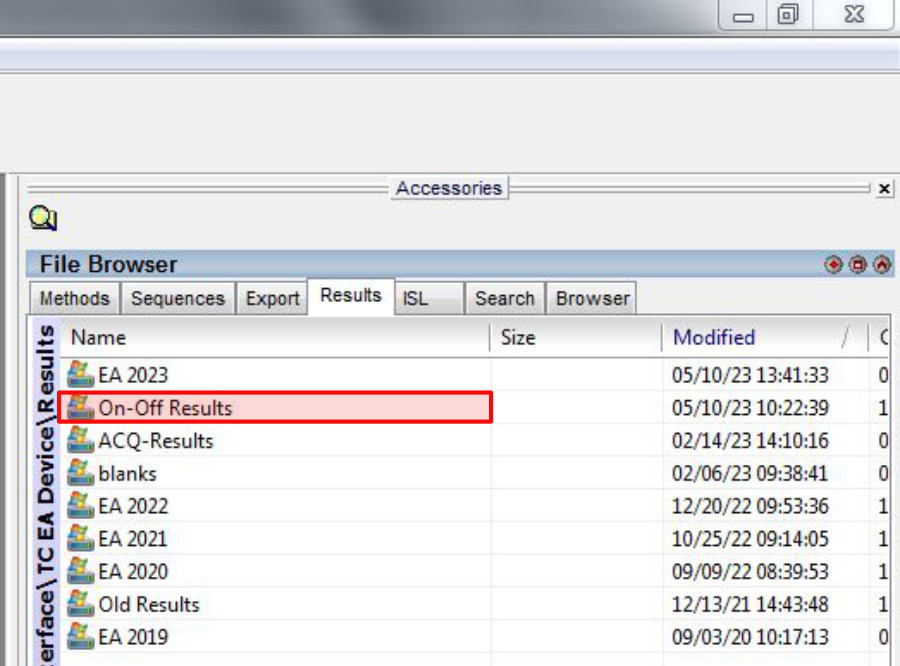 Accessories
File Browser
Methods Sequences Export Results ISL Search Browser
Name Size Modified
EA 2023 05/10/23 13:41:33 0
On-Off Results 05/10/23 10:22:39 1
ACQ-Results 02/14/23 14:10:16 0
blanks 02/06/23 09:38:41 0
EA 2022 12/20/22 09:53:36 1
EA 2021 10/25/22 09:14:05 1
EA 2020 09/09/22 08:39:53 1
Old Results 12/13/21 14:43:48 1
EA 2019 09/03/20 10:17:13 0
erface\TC EA Device\Results